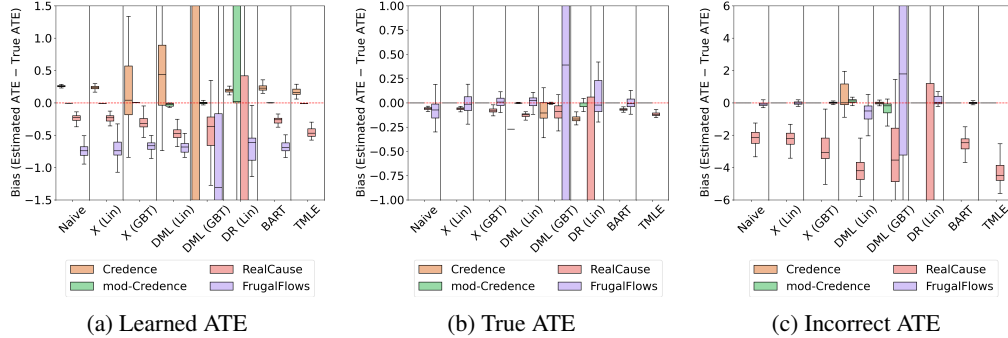 Bias (Estimated ATE − True ATE)
1.5
1.0
0.5
0.0
−0.5
−1.0
−1.5
Naive
X (Lin)
X (GBT)
DML (Lin)
DML (GBT)
DR (Lin)
BART
TMLE
Credence
mod-Credence
RealCause
FrugalFlows
(a) Learned ATE
Bias (Estimated ATE − True ATE)
1.00
0.75
0.50
0.25
0.00
−0.25
−0.50
−0.75
−1.00
Naive
X (Lin)
X (GBT)
DML (Lin)
DML (GBT)
DR (Lin)
BART
TMLE
Credence
mod-Credence
RealCause
FrugalFlows
(b) True ATE
Bias (Estimated ATE − True ATE)
6
4
2
0
−2
−4
−6
Naive
X (Lin)
X (GBT)
DML (Lin)
DML (GBT)
DR (Lin)
BART
TMLE
Credence
mod-Credence
RealCause
FrugalFlows
(c) Incorrect ATE